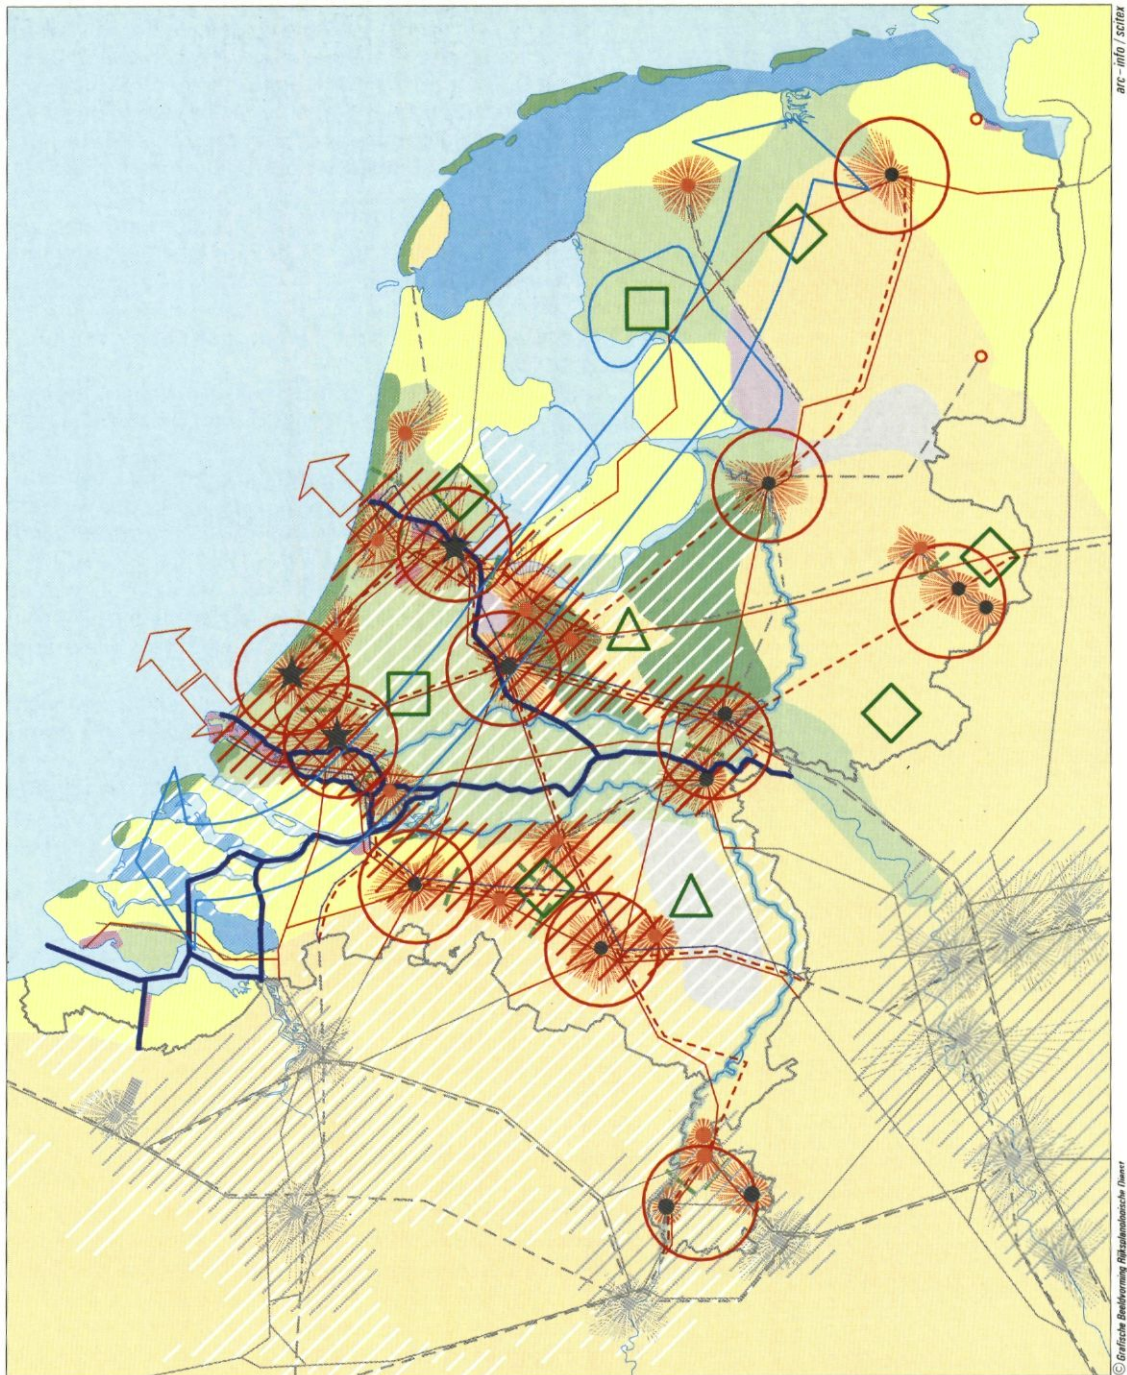 arc – info / scitex
© Grafische Beeldvorming Rijksplanologische Dienst